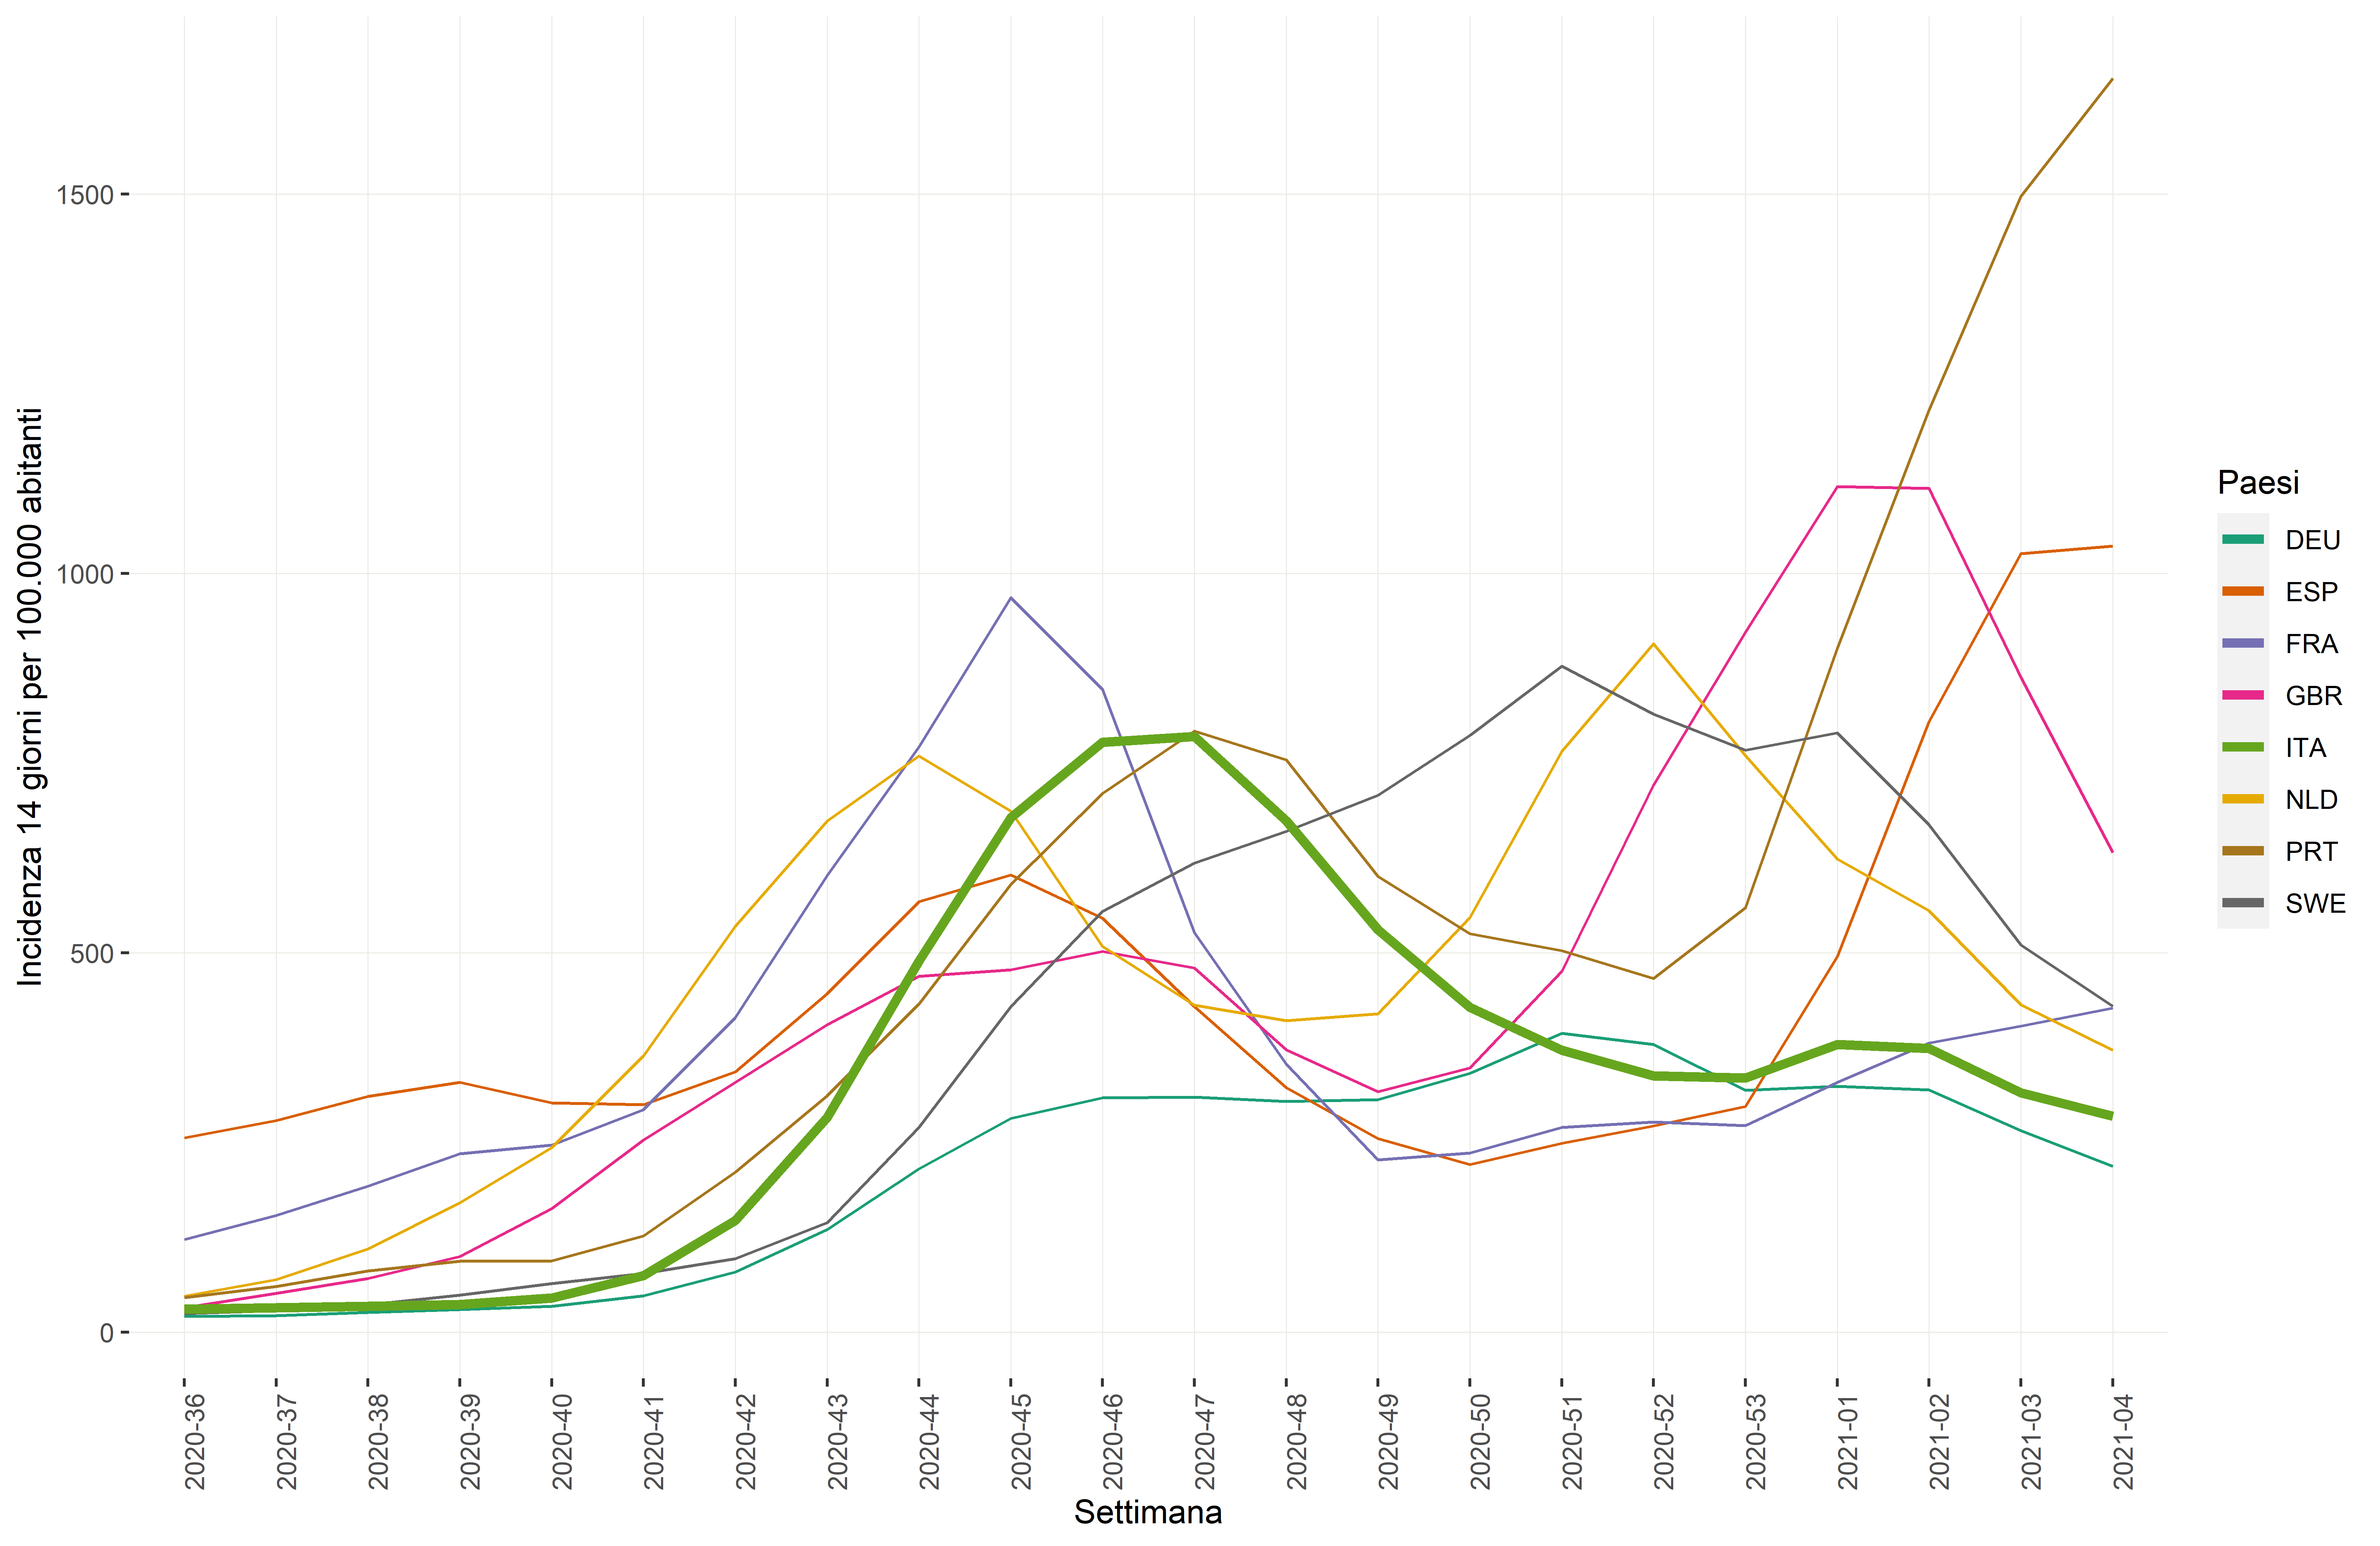 1500
1000
500
0
Incidenza 14 giorni per 100.000 abitanti
2020-36
2020-37
2020-38
2020-39
2020-40
2020-41
2020-42
2020-43
2020-44
2020-45
2020-46
2020-47
2020-48
2020-49
2020-50
2020-51
2020-52
2020-53
2021-01
2021-02
2021-03
2021-04
Settimana
Paesi
DEU
ESP
FRA
GBR
ITA
NLD
PRT
SWE